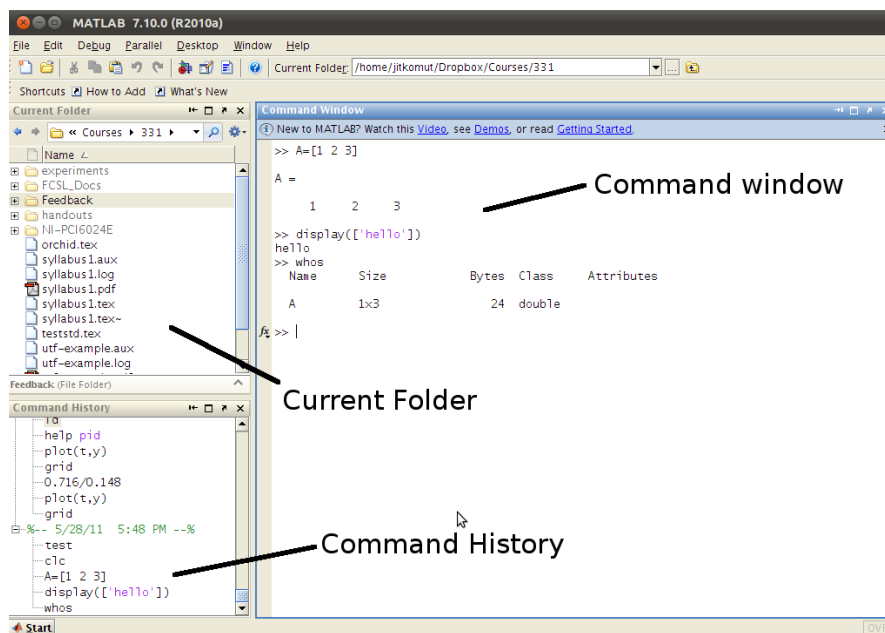 MATLAB 7.10.0 (R2010a)
File Edit Debug Parallel Desktop Window Help
Current Folder: /home/jitkomut/Dropbox/Courses/331
Shortcuts How to Add What's New
Current Folder
« Courses 331
Name
experiments
FCSL_Docs
Feedback
handouts
NI-PCI6024E
orchid.tex
syllabus1.aux
syllabus1.log
syllabus1.pdf
syllabus1.tex
syllabus1.tex~
teststd.tex
utf-example.aux
utf-example.log
Feedback (File Folder)
Current Folder
Command History
help pid
plot(t,y)
grid
0.716/0.148
plot(t,y)
grid
%-- 5/28/11 5:48 PM --%
test
clc
A=[1 2 3]
display(['hello'])
whos
Command History
Start
Command Window
New to MATLAB? Watch this Video, see Demos, or read Getting Started.
>> A=[1 2 3]
A =
1 2 3
>> display(['hello'])
hello
>> whos
Name Size Bytes Class Attributes
A 1x3 24 double
fx >>
Command window
OVR